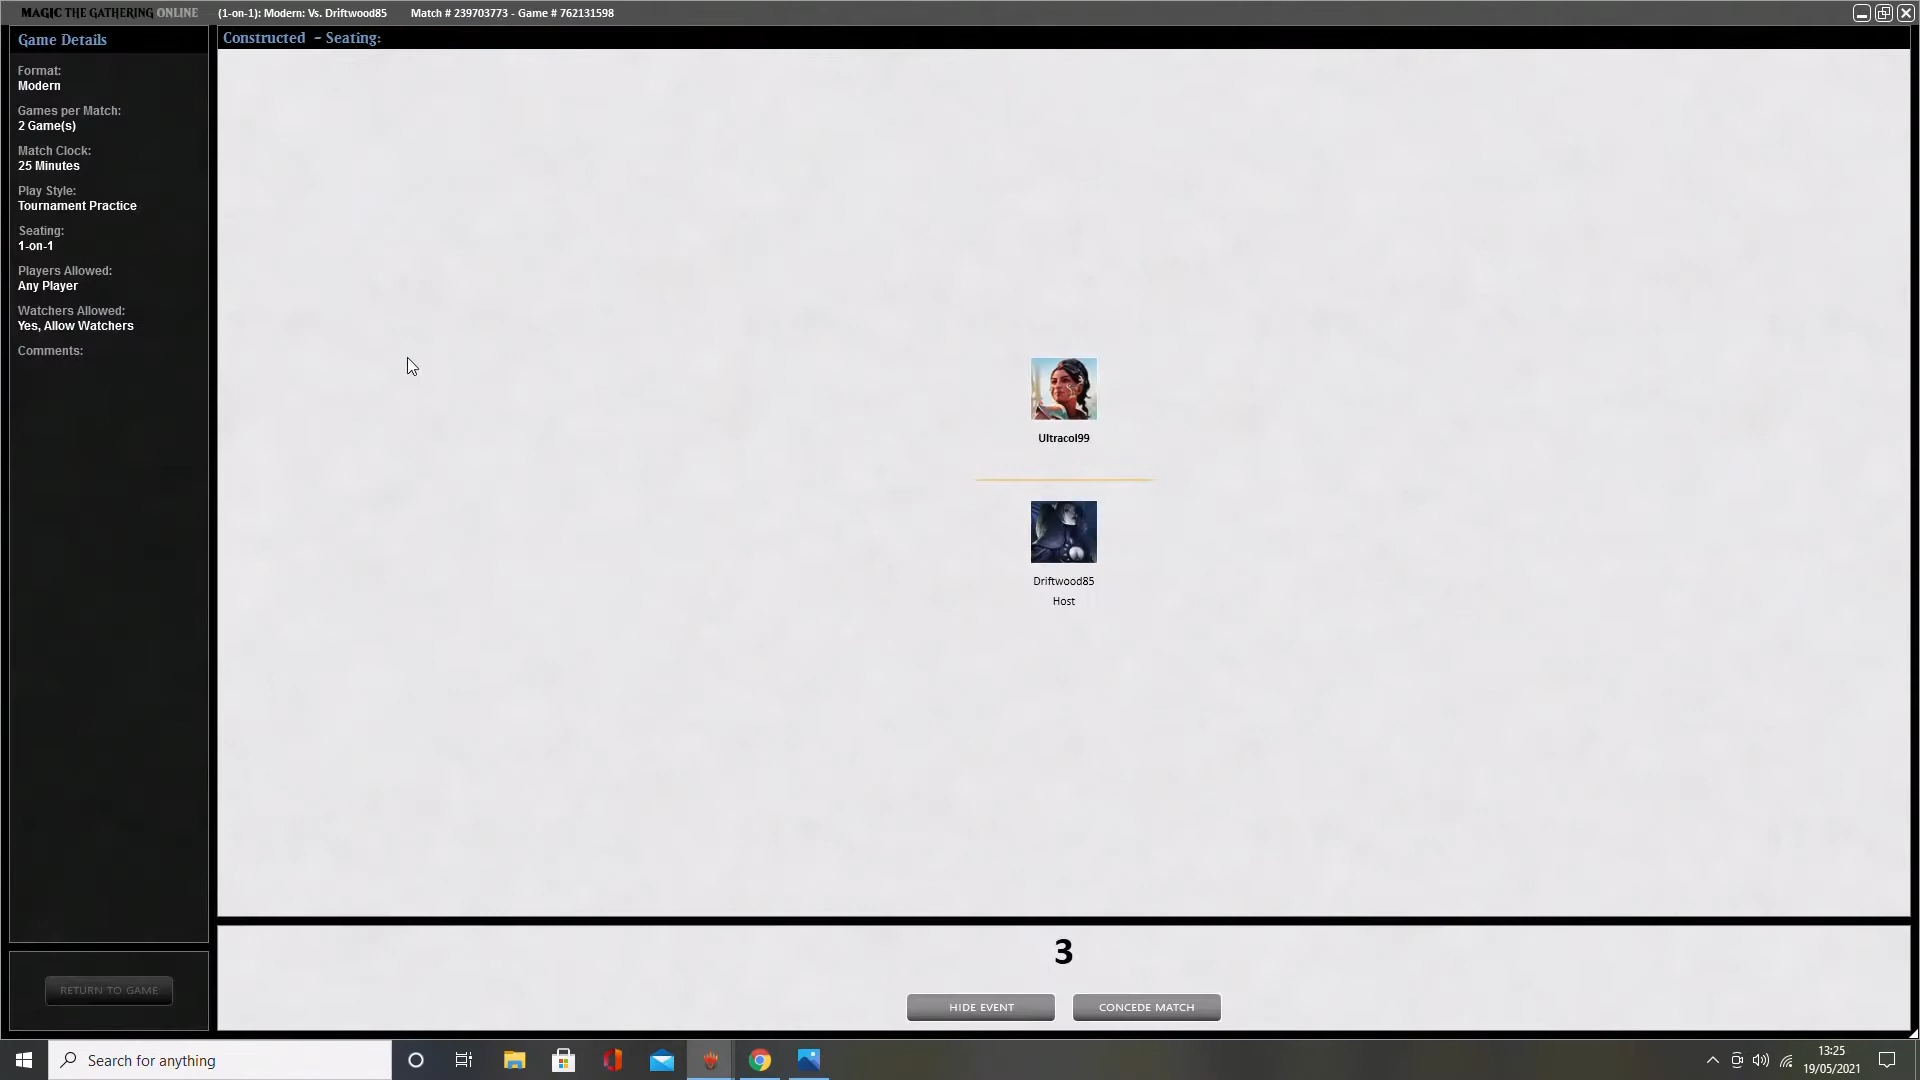 MAGIC THE GATHERING ONLINE (1-on-1): Modern: Vs. Driftwood85 Match # 239703773 - Game # 762131598
Game Details
Constructed - Seating:
Format:
Modern
Games per Match:
2 Game(s)
Match Clock:
25 Minutes
Play Style:
Tournament Practice
Seating:
1-on-1
Players Allowed:
Any Player
Watchers Allowed:
Yes, Allow Watchers
Comments:
Ultracol99
Driftwood85
Host
3
RETURN TO GAME
HIDE EVENT
CONCEDE MATCH
Search for anything
13:25
19/05/2021